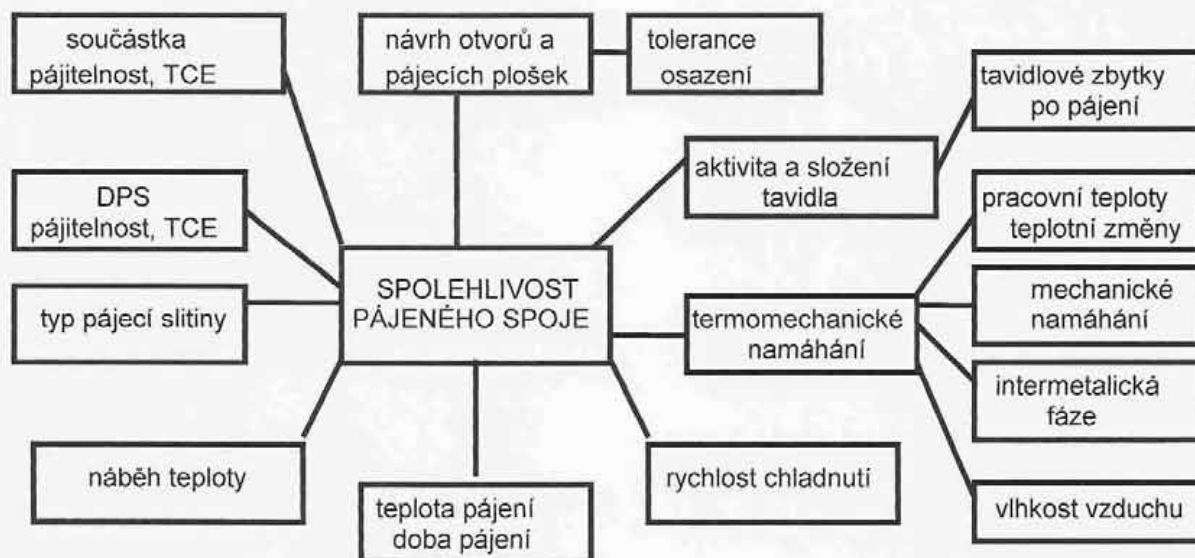 součástka
pájitelnost, TCE
návrh otvorů a
pájecích plošek
tolerance
osazení
tavidlové zbytky
po pájení
aktivita a složení
tavidla
DPS
pájitelnost, TCE
pracovní teploty
teplotní změny
SPOLEHLIVOST
PÁJENÉHO SPOJE
typ pájecí slitiny
termomechanické
namáhání
mechanické
namáhání
intermetalická
fáze
náběh teploty
teplota pájení
doba pájení
rychlost chladnutí
vlhkost vzduchu